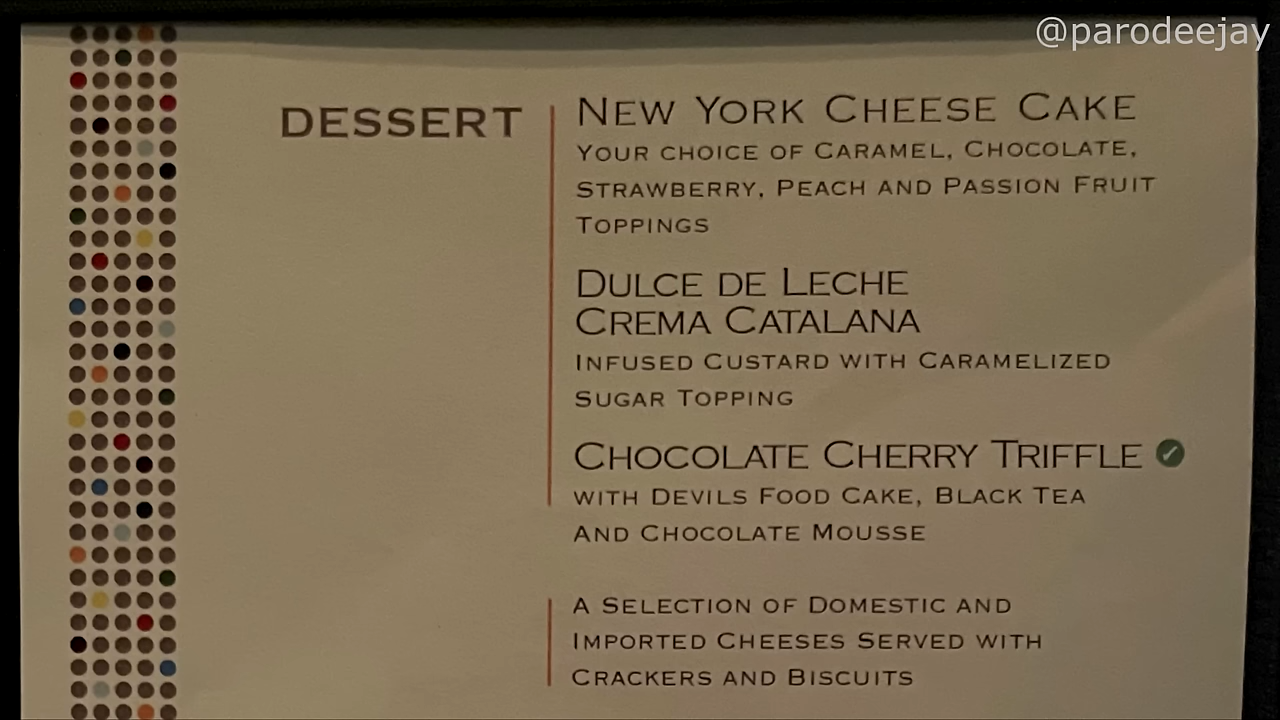 @parodeejay
DESSERT
NEW YORK CHEESE CAKE
YOUR CHOICE OF CARAMEL, CHOCOLATE,
STRAWBERRY, PEACH AND PASSION FRUIT
TOPPINGS
DULCE DE LECHE
CREMA CATALANA
INFUSED CUSTARD WITH CARAMELIZED
SUGAR TOPPING
CHOCOLATE CHERRY TRIFFLE
WITH DEVILS FOOD CAKE, BLACK TEA
AND CHOCOLATE MOUSSE
A SELECTION OF DOMESTIC AND
IMPORTED CHEESES SERVED WITH
CRACKERS AND BISCUITS